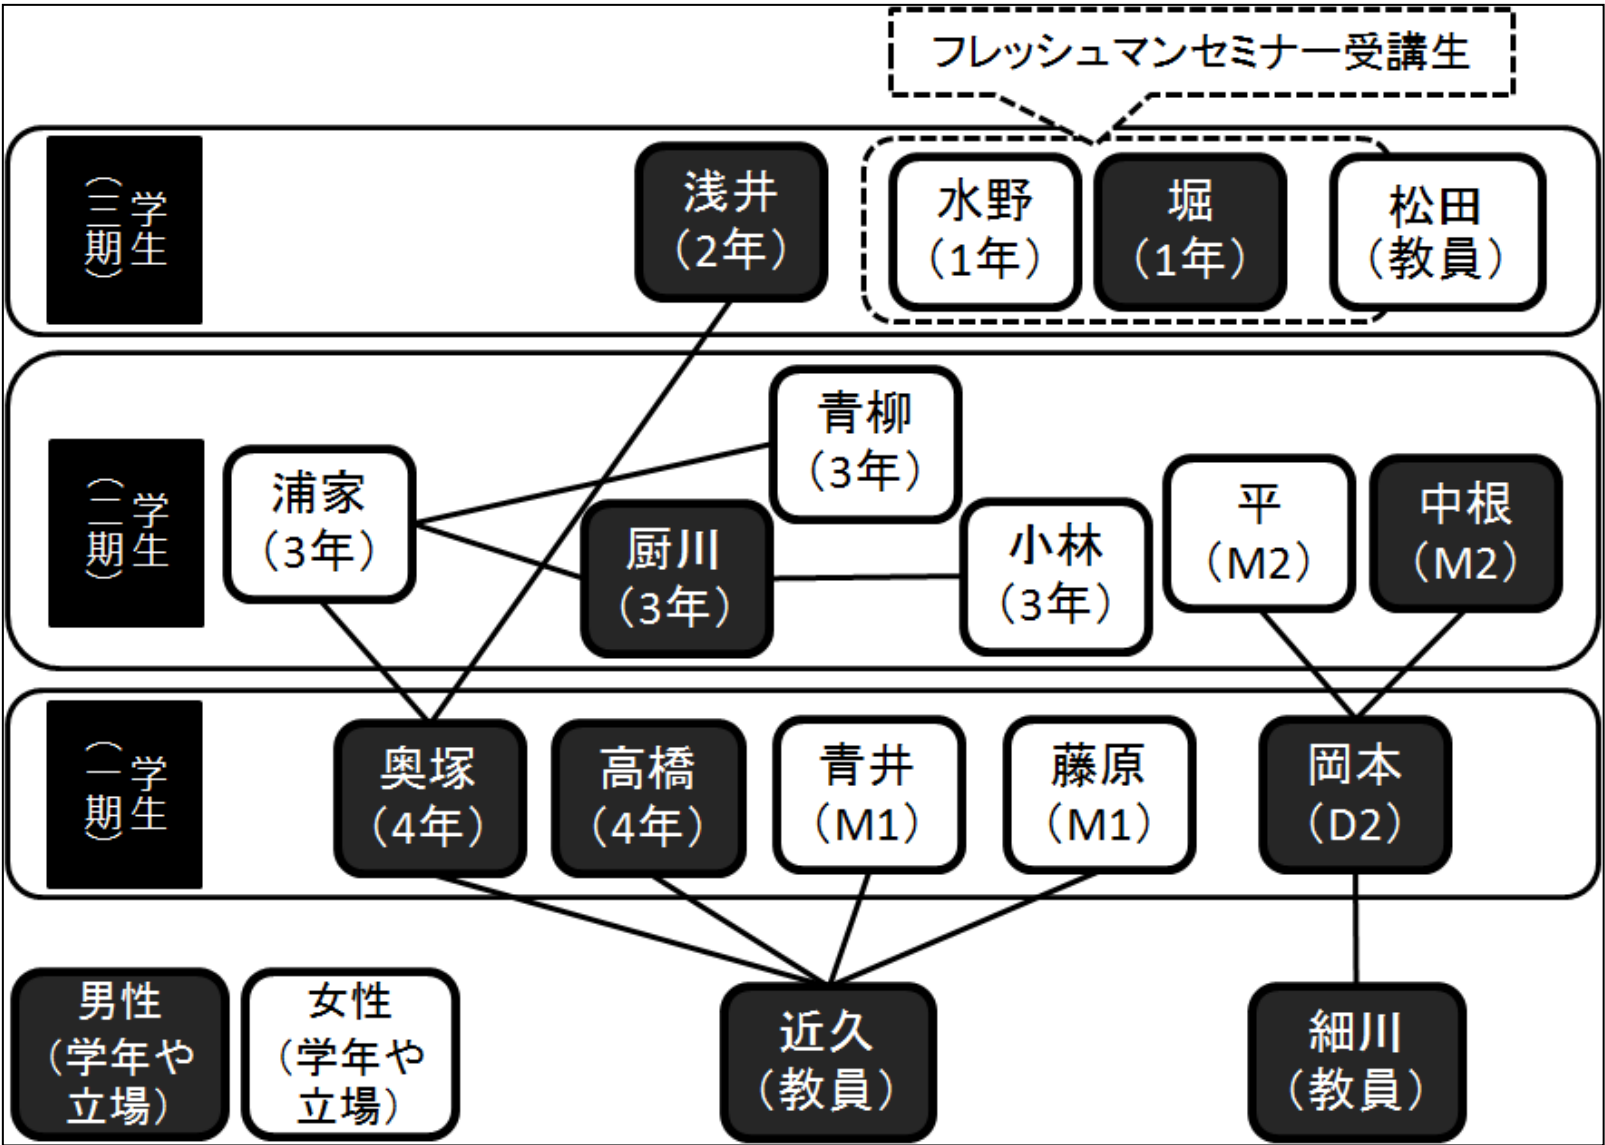 フレッシュマンセミナー受講生
学生
（三期）
浅井
（2年）
水野
（1年）
堀
（1年）
松田
（教員）
学生
（二期）
浦家
（3年）
青柳
（3年）
厨川
（3年）
小林
（3年）
平
（M2）
中根
（M2）
学生
（一期）
奥塚
（4年）
高橋
（4年）
青井
（M1）
藤原
（M1）
岡本
（D2）
男性
（学年や
立場）
女性
（学年や
立場）
近久
（教員）
細川
（教員）